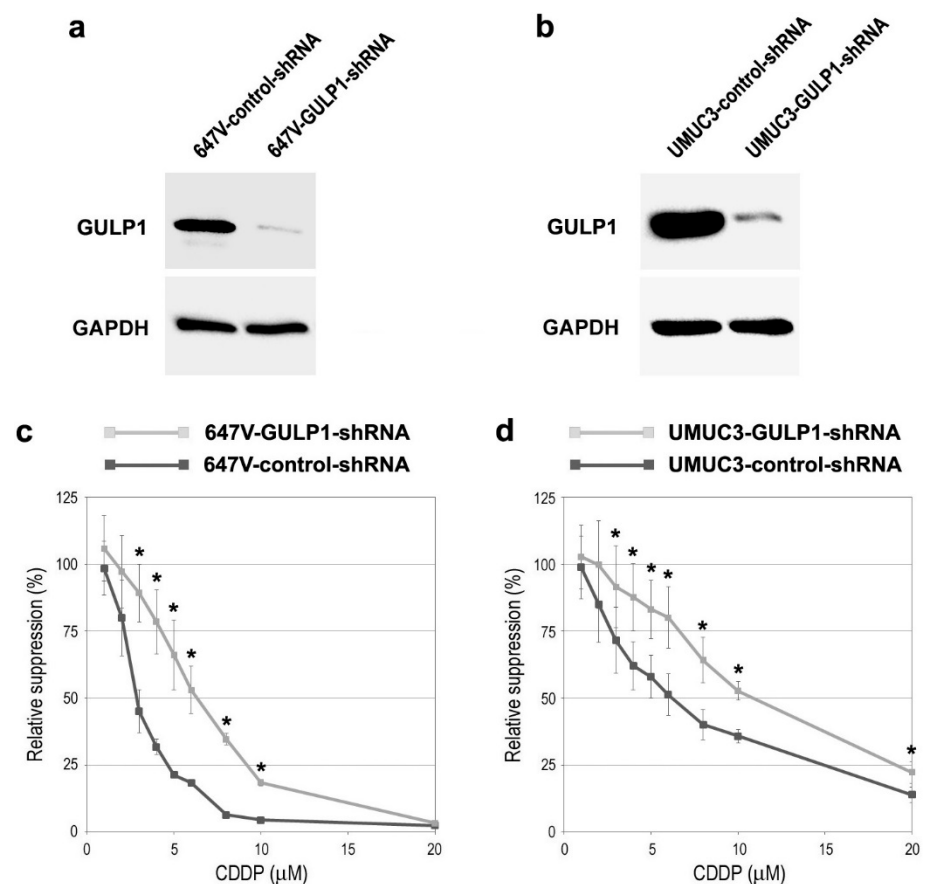 a
647V-control-shRNA
647V-GULP1-shRNA
GULP1
GAPDH
b
UMUC3-control-shRNA
UMUC3-GULP1-shRNA
GULP1
GAPDH
c
647V-GULP1-shRNA
647V-control-shRNA
Relative suppression (%)
125
100
75
50
25
0
* * * * * *
0 5 10 15 20
CDDP (μM)
d
UMUC3-GULP1-shRNA
UMUC3-control-shRNA
Relative suppression (%)
125
100
75
50
25
0
* * * * * * *
0 5 10 15 20
CDDP (μM)